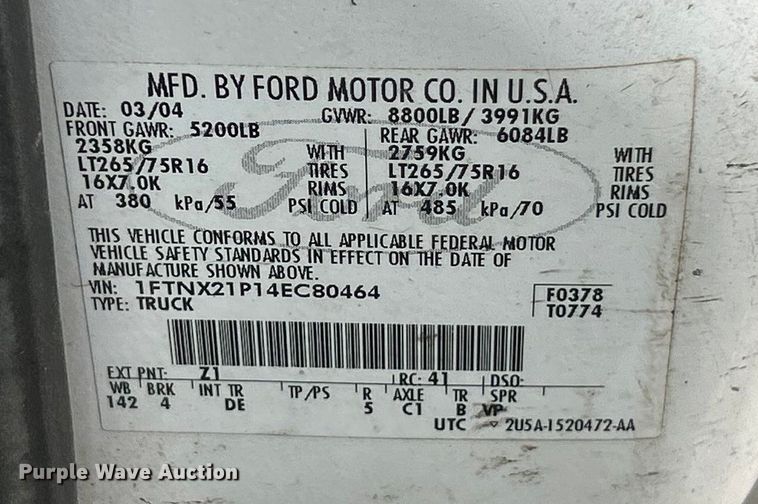 MFD. BY FORD MOTOR CO. IN U.S.A.
DATE: 03/04 GVWR: 8800LB/ 3991KG
FRONT GAWR: 5200LB REAR GAWR: 6084LB
2358KG WITH 2759KG WITH
LT265/75R16 TIRES LT265/75R16 TIRES
16X7.0K RIMS 16X7.0K RIMS
AT 380 kPa/55 PSI COLD AT 485 kPa/70 PSI COLD
Ford
THIS VEHICLE CONFORMS TO ALL APPLICABLE FEDERAL MOTOR
VEHICLE SAFETY STANDARDS IN EFFECT ON THE DATE OF
MANUFACTURE SHOWN ABOVE.
VIN: 1FTNX21P14EC80464 F0378
TYPE: TRUCK T0774
EXT PNT: Z1 RC: 41 DSO:
WB BRK INT TR TP/PS R AXLE TR SPR
142 4 DE 5 C1 B VP
UTC ▽ 2U5A-1520472-AA
Purple Wave Auction